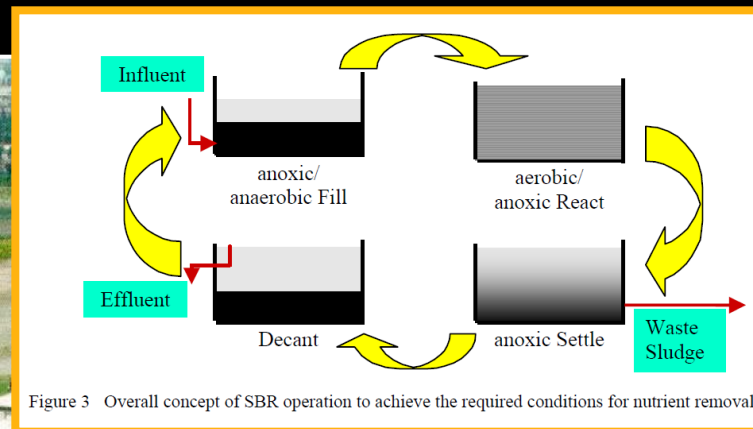 Influent
anoxic/
anaerobic Fill
aerobic/
anoxic React
Effluent
Decant
anoxic Settle
Waste
Sludge
Figure 3 Overall concept of SBR operation to achieve the required conditions for nutrient removal